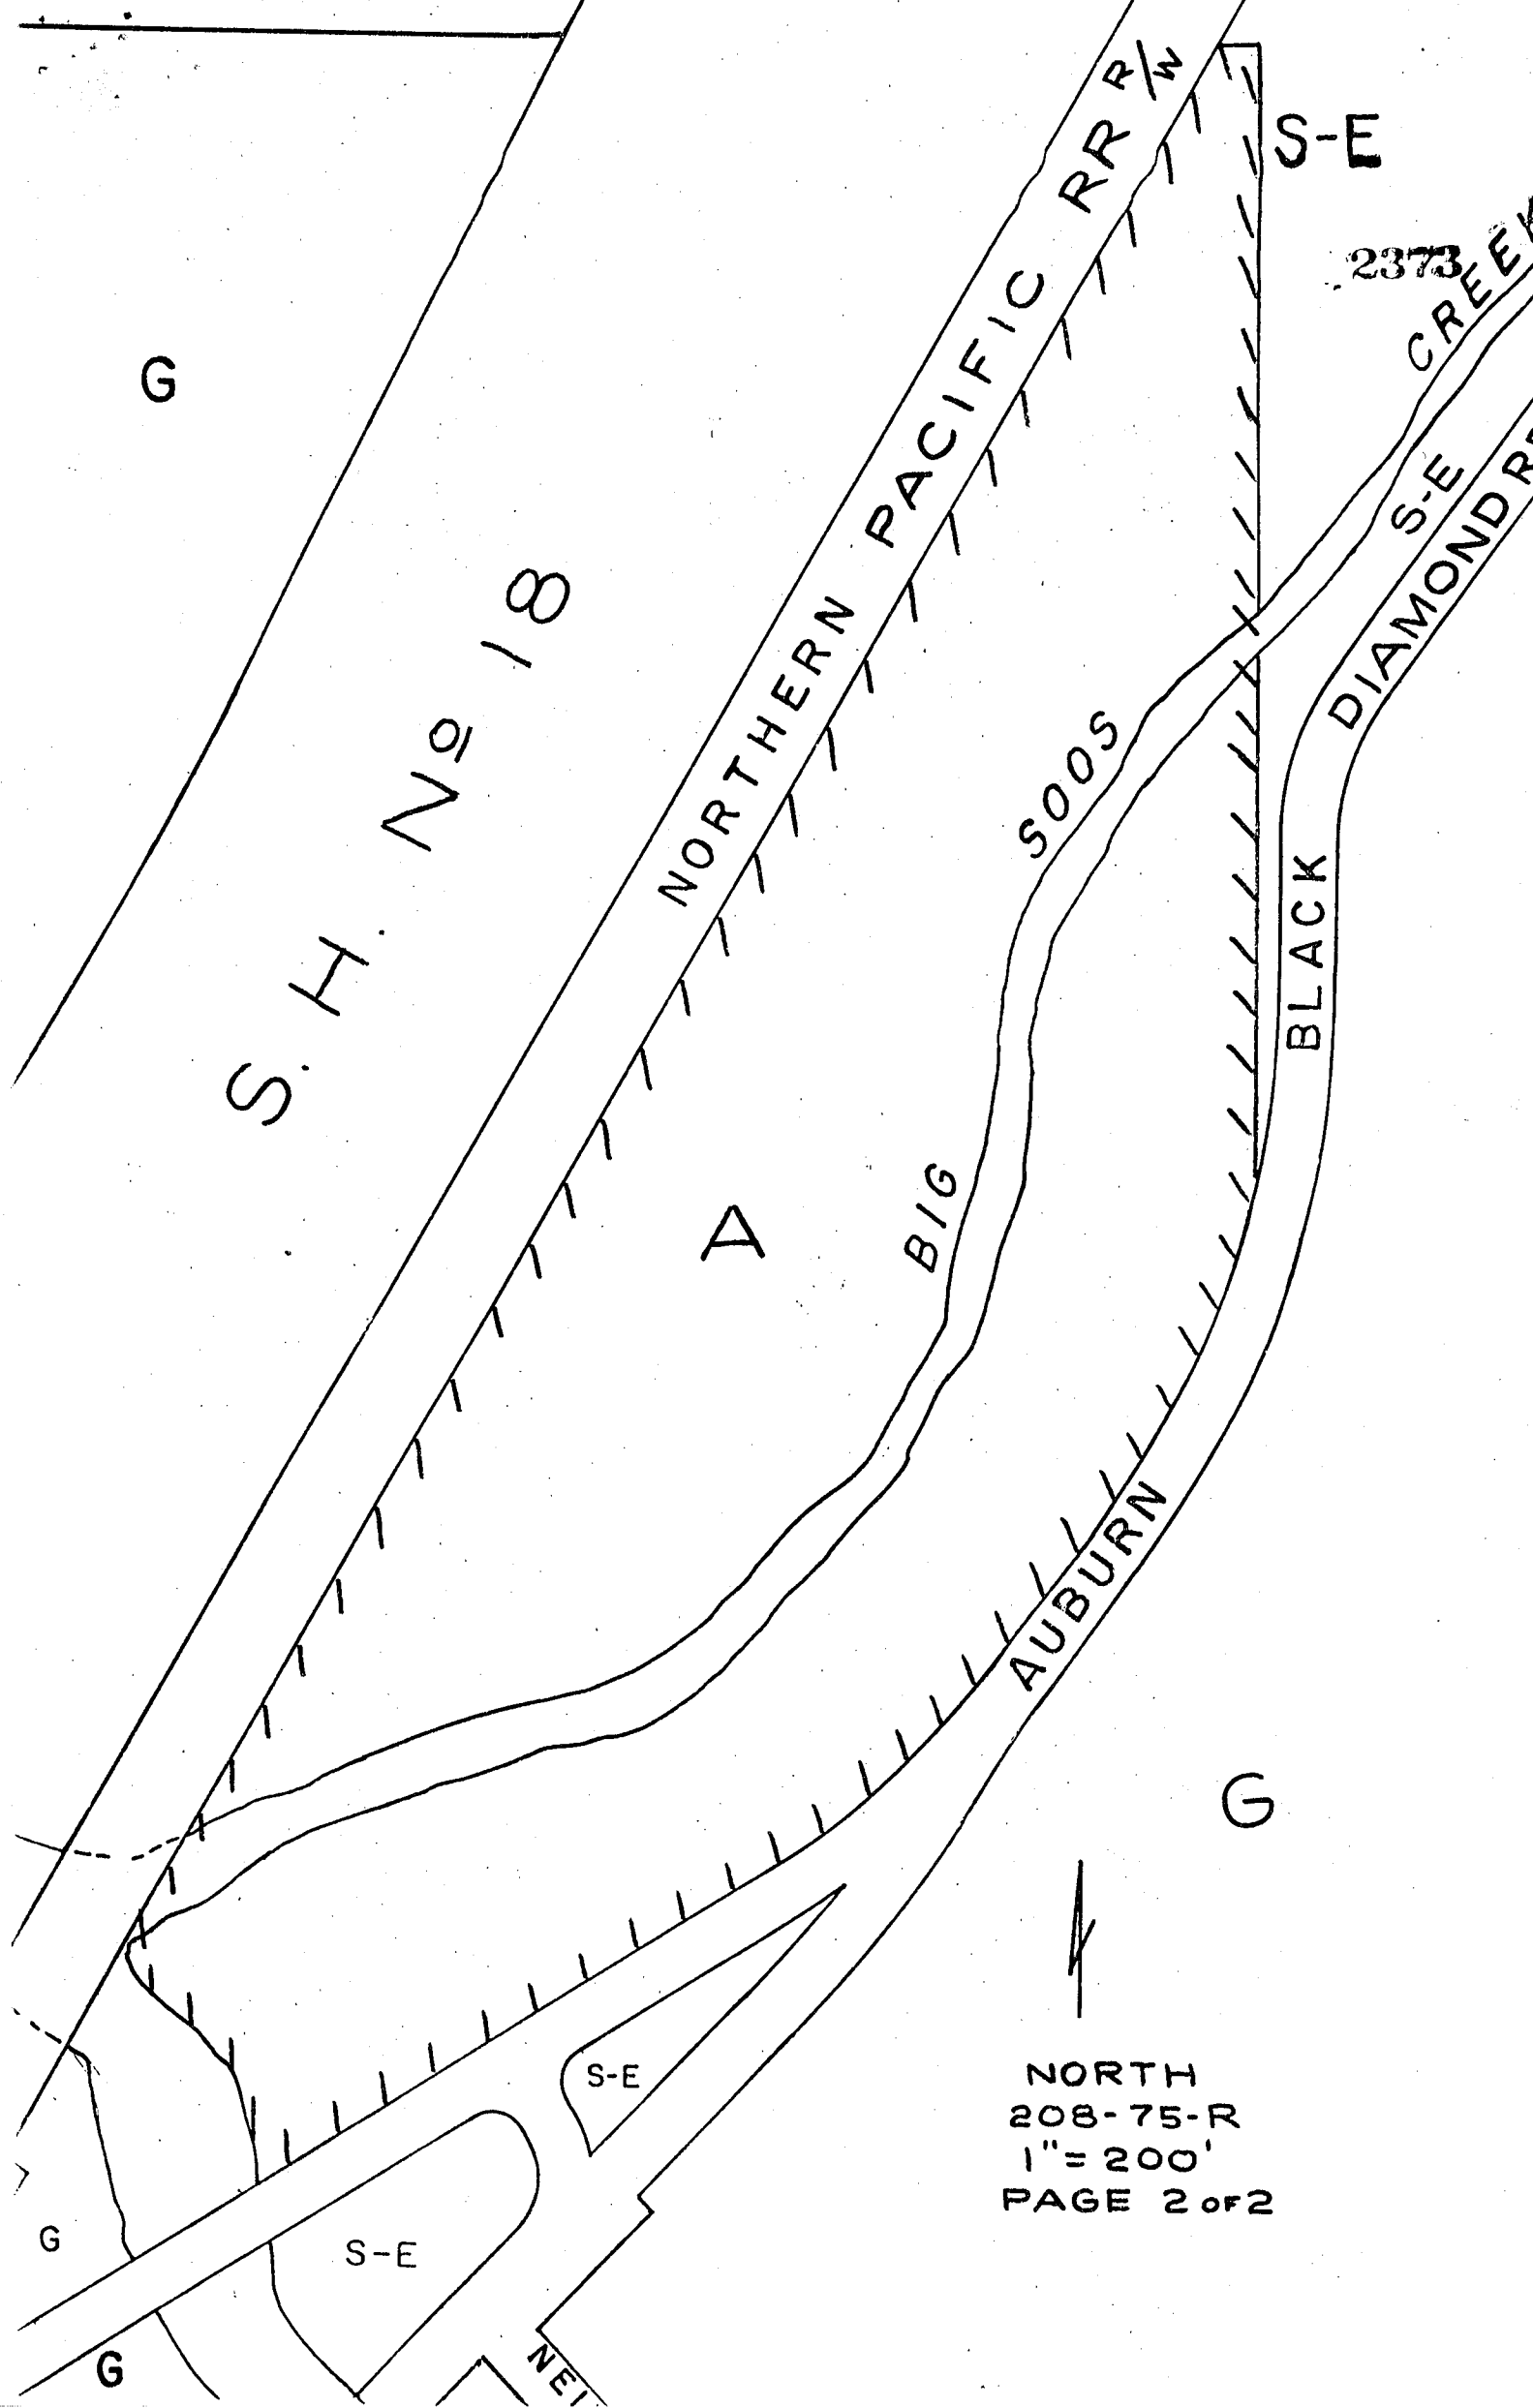 R/W
S-E
2373
G
NORTHERN PACIFIC RR
BIG SOOS CREEK
S-E
S. H. Nº 18
AUBURN BLACK DIAMOND
A
G
NORTH
208-75-R
1"= 200'
PAGE 2 OF 2
S-E
S-E
G
G